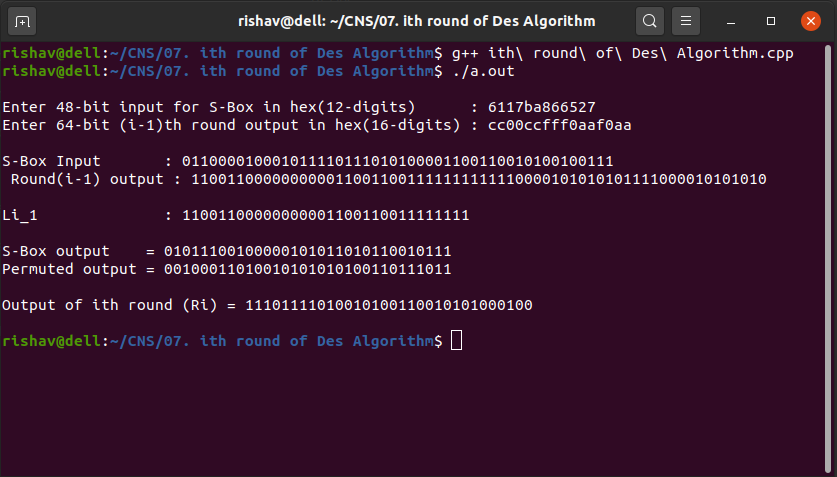 rishav@dell: ~/CNS/07. ith round of Des Algorithm
rishav@dell:~/CNS/07. ith round of Des Algorithm$ g++ ith\ round\ of\ Des\ Algorithm.cpp
rishav@dell:~/CNS/07. ith round of Des Algorithm$ ./a.out
Enter 48-bit input for S-Box in hex(12-digits) : 6117ba866527
Enter 64-bit (i-1)th round output in hex(16-digits) : cc00ccfff0aaf0aa
S-Box Input : 011000010001011110111010100001100110010100100111
Round(i-1) output : 1100110000000000110011001111111111110000101010101111000010101010
Li_1 : 11001100000000001100110011111111
S-Box output = 01011100100000101011010110010111
Permuted output = 00100011010010101010100110111011
Output of ith round (Ri) = 11101111010010100110010101000100
rishav@dell:~/CNS/07. ith round of Des Algorithm$